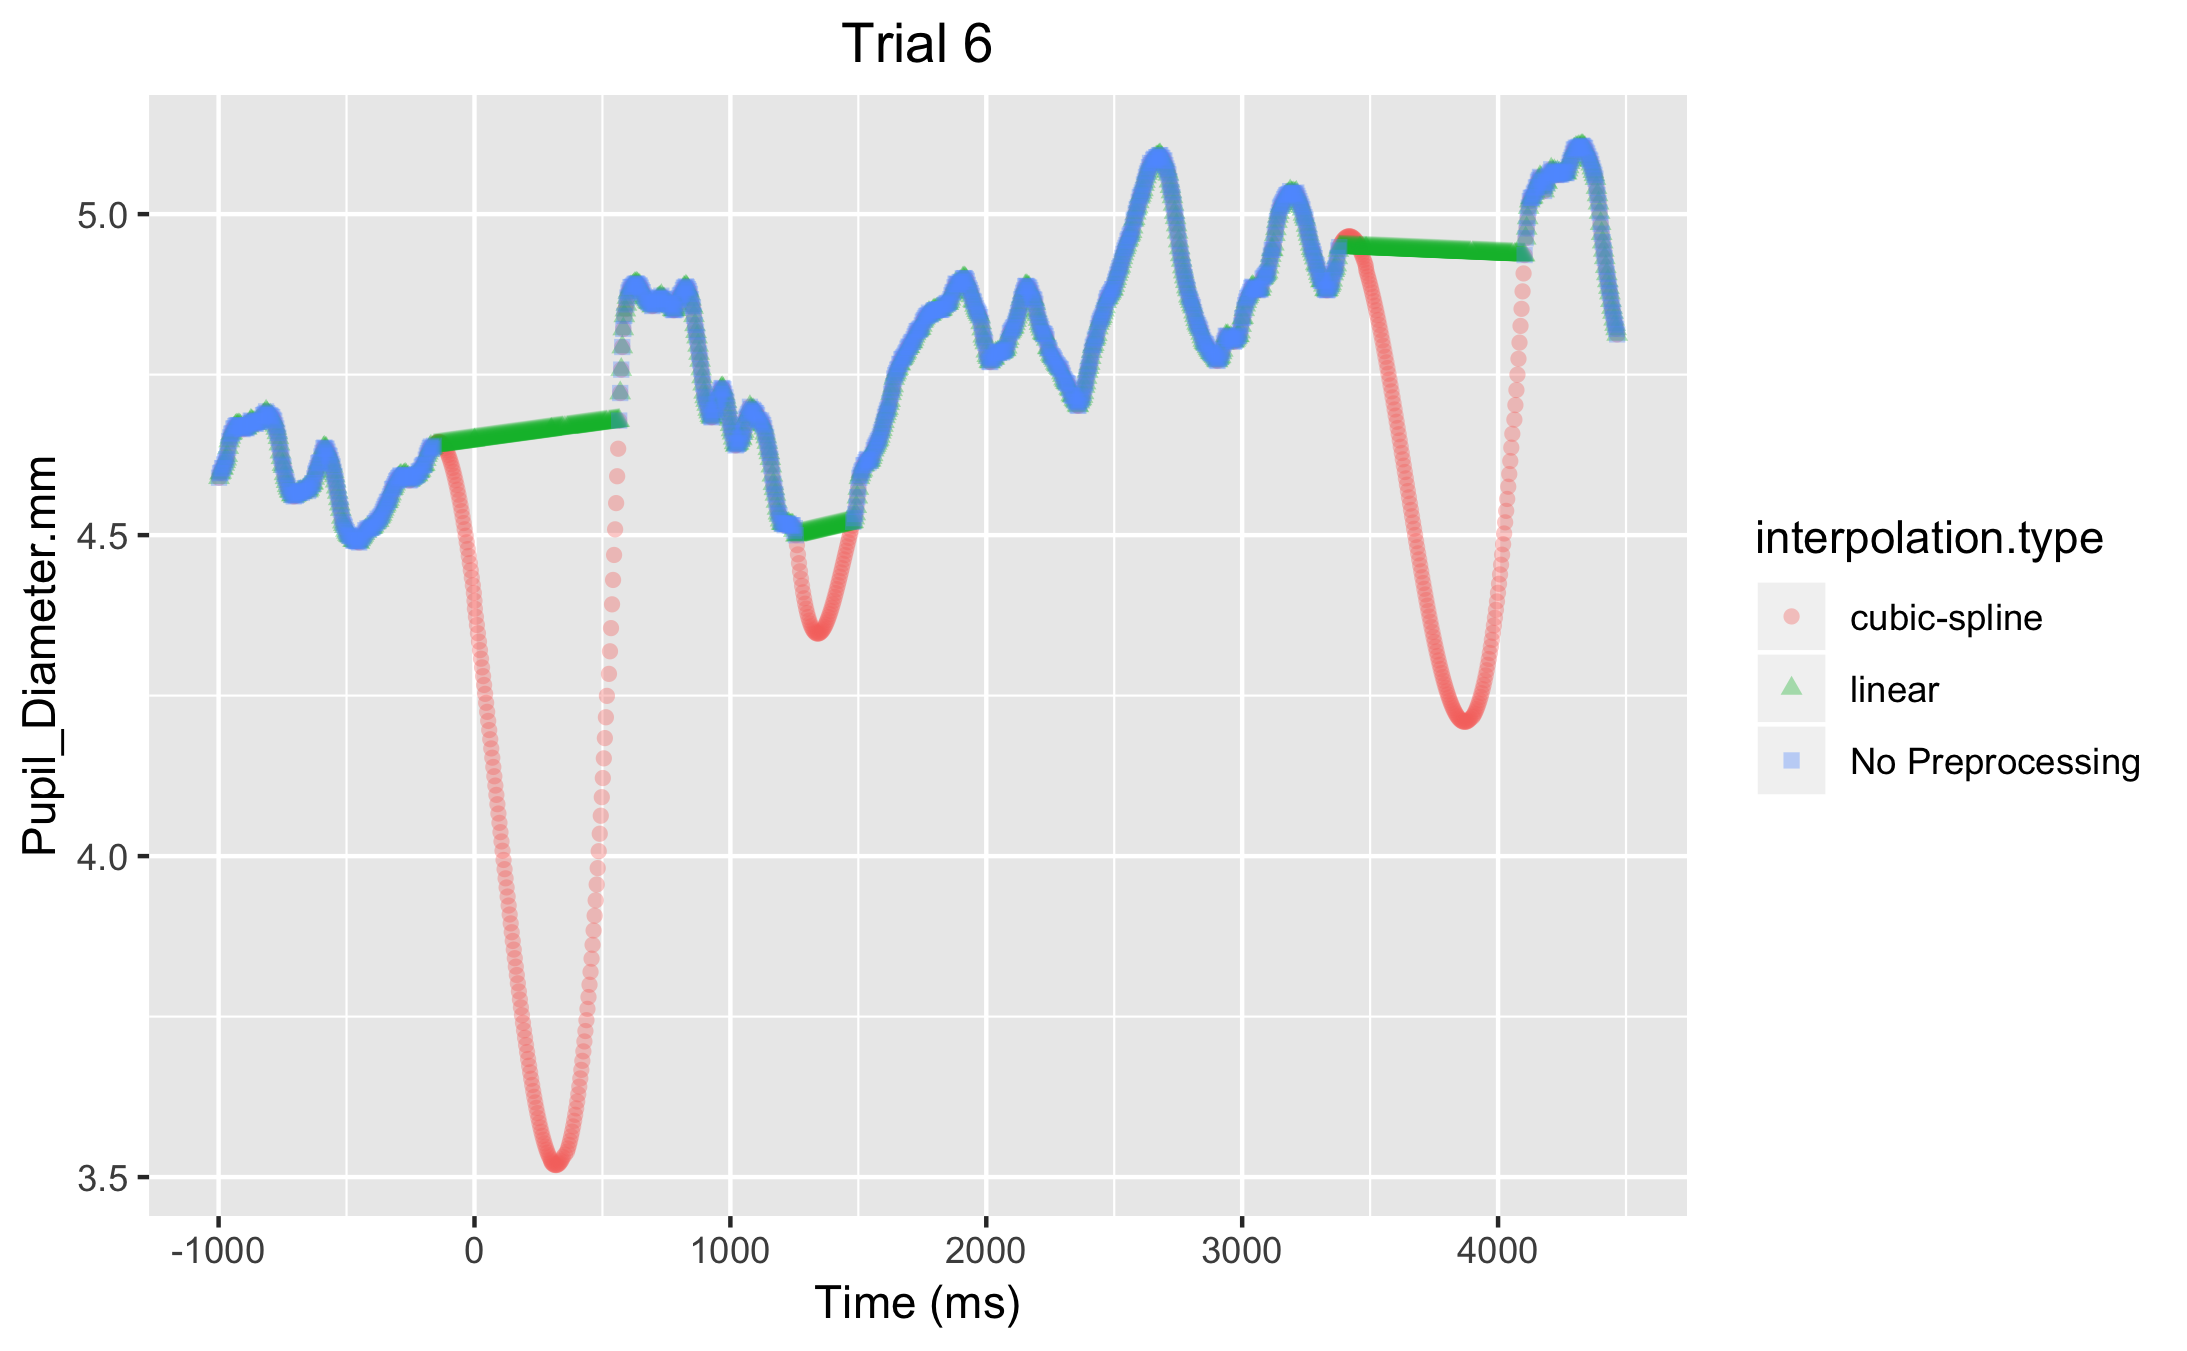 Trial 6
Pupil_Diameter.mm
5.0
4.5
4.0
3.5
-1000 0 1000 2000 3000 4000
Time (ms)
interpolation.type
cubic-spline
linear
No Preprocessing